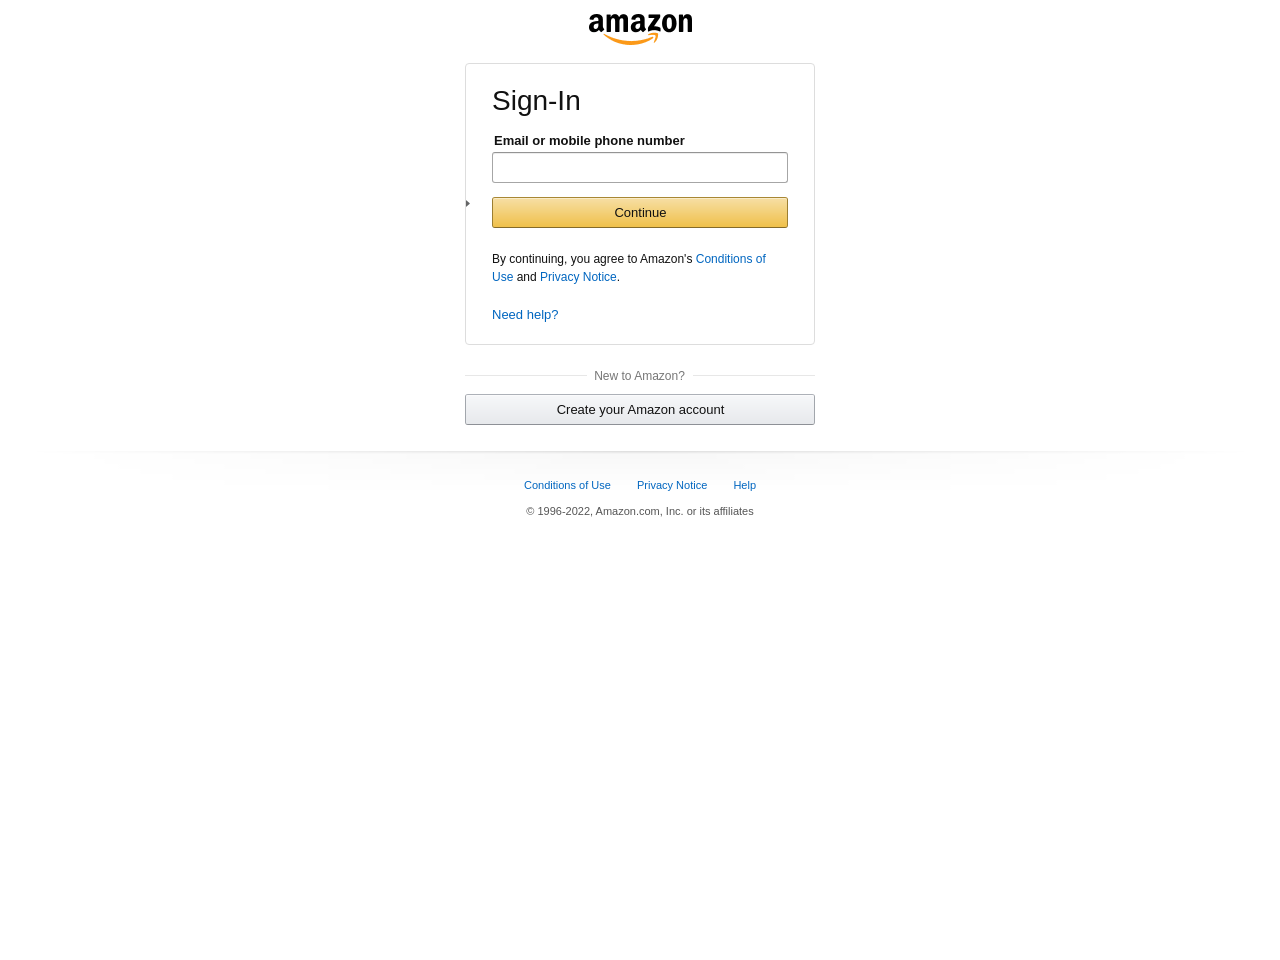 amazon
Sign-In
Email or mobile phone number
Continue
By continuing, you agree to Amazon's Conditions of
Use and Privacy Notice.
Need help?
New to Amazon?
Create your Amazon account
Conditions of Use Privacy Notice Help
© 1996-2022, Amazon.com, Inc. or its affiliates